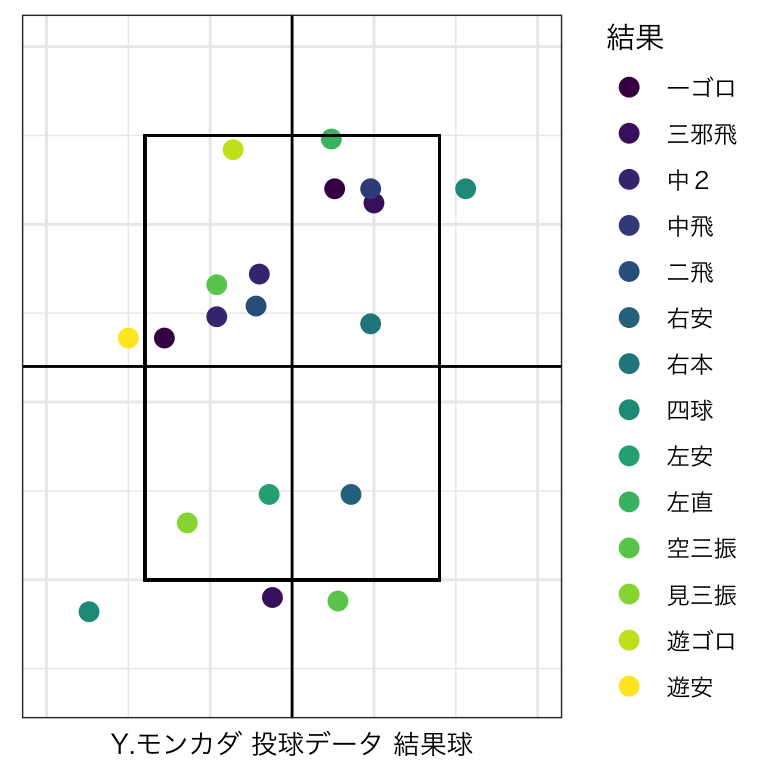 結果
一ゴロ
三邪飛
中２
中飛
二飛
右安
右本
四球
左安
左直
空三振
見三振
遊ゴロ
遊安
Y.モンカダ 投球データ 結果球